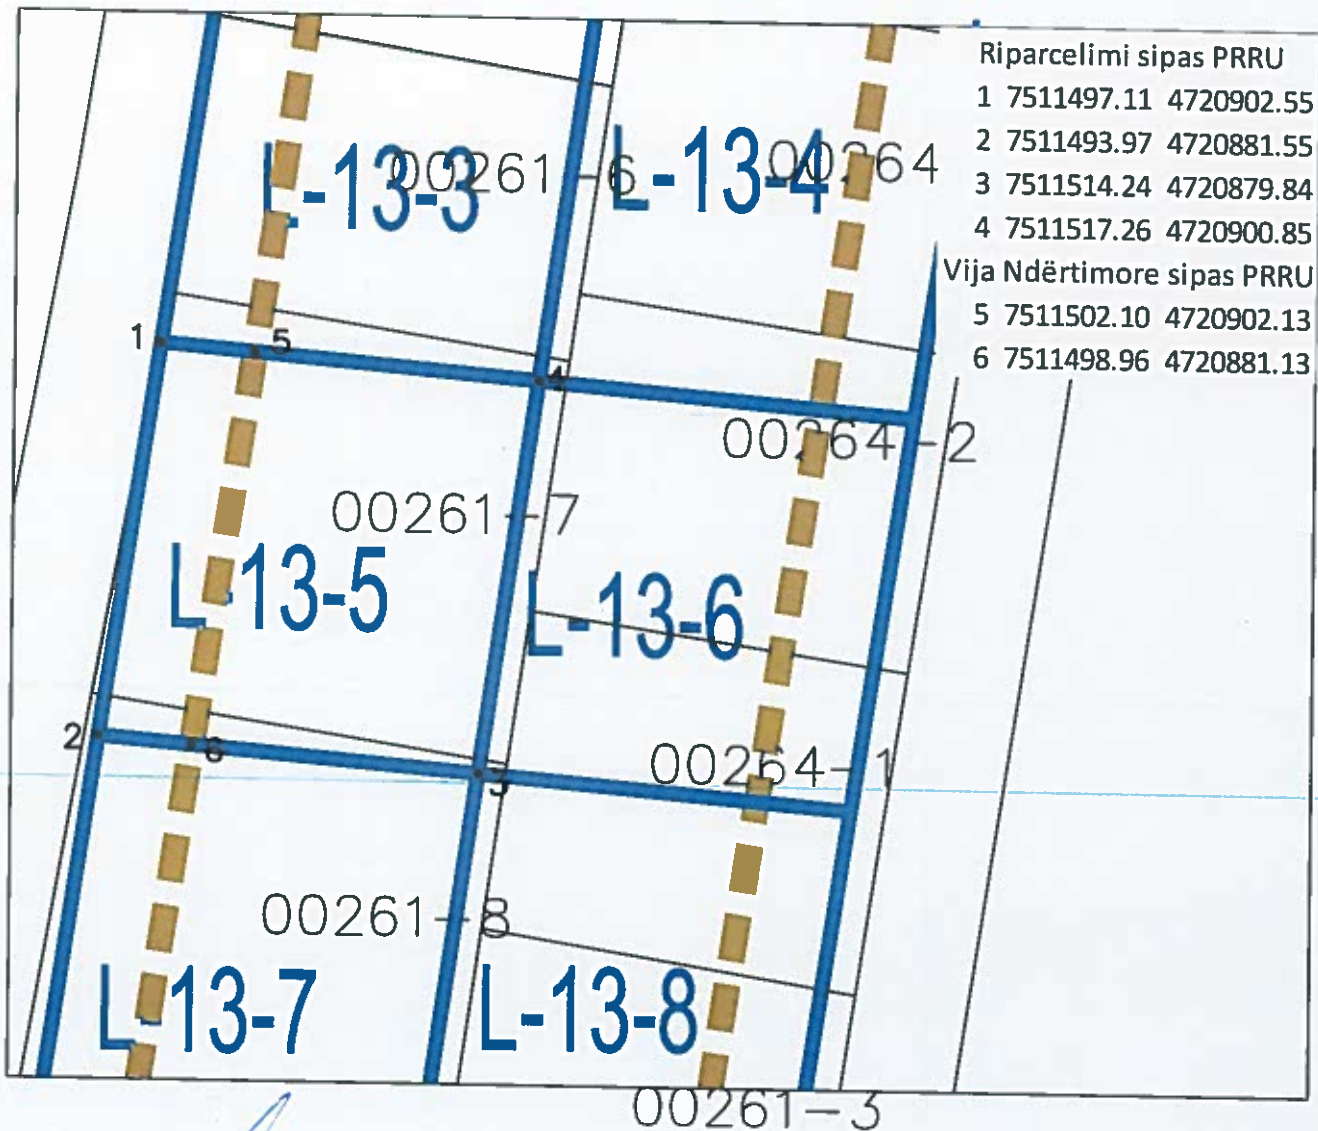 Riparcelimi sipas PRRU
1 7511497.11 4720902.55
2 7511493.97 4720881.55
3 7511514.24 4720879.84
4 7511517.26 4720900.85
Vija Ndërtimore sipas PRRU
5 7511502.10 4720902.13
6 7511498.96 4720881.13
L-13-3
00261-6
L-13-4
00264
1
5
4
00264-2
00261-7
L-13-5
L-13-6
2
6
3
00264-1
00261-8
L-13-7
L-13-8
00261-3